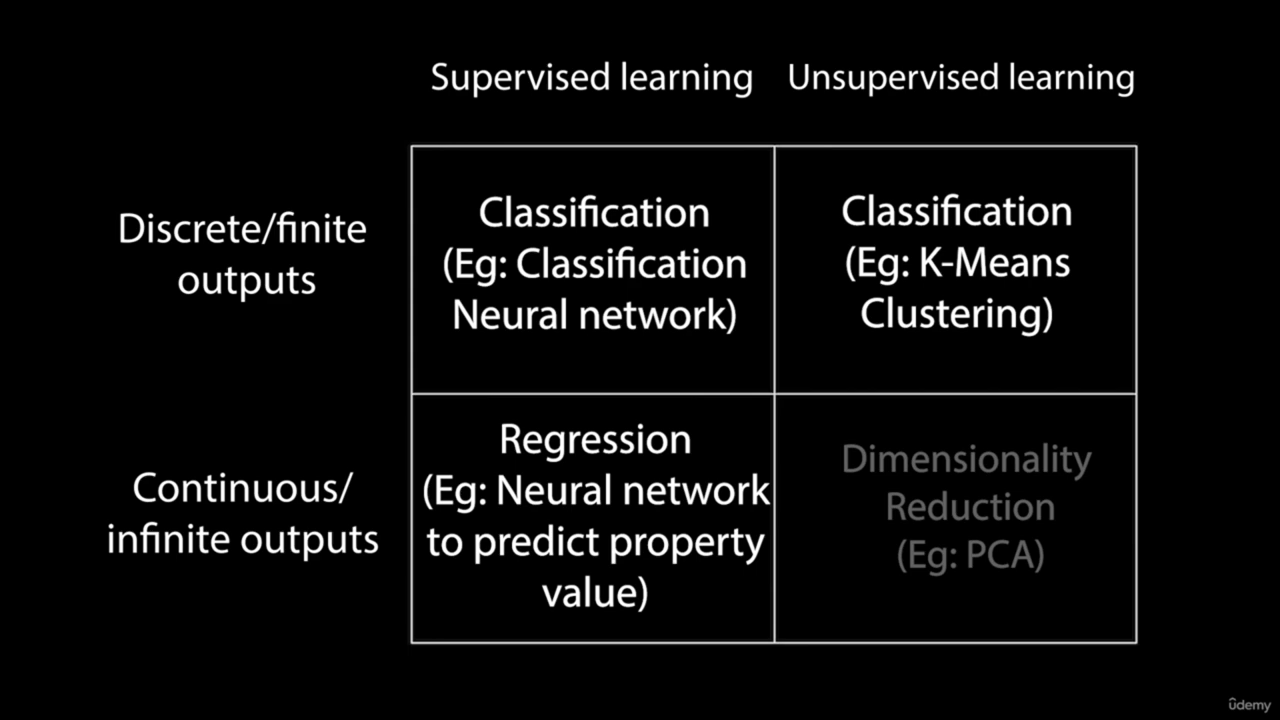 Supervised learning
Unsupervised learning
Discrete/finite
outputs
Classification
(Eg: Classification
Neural network)
Classification
(Eg: K-Means
Clustering)
Continuous/
infinite outputs
Regression
(Eg: Neural network
to predict property
value)
Dimensionality
Reduction
(Eg: PCA)
ûdemy